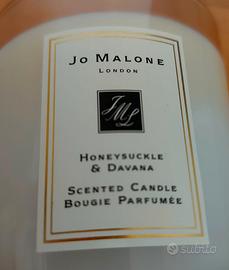 Jo Malone
London
JML
Honeysuckle
& Davana
Scented Candle
Bougie Parfumée
subito